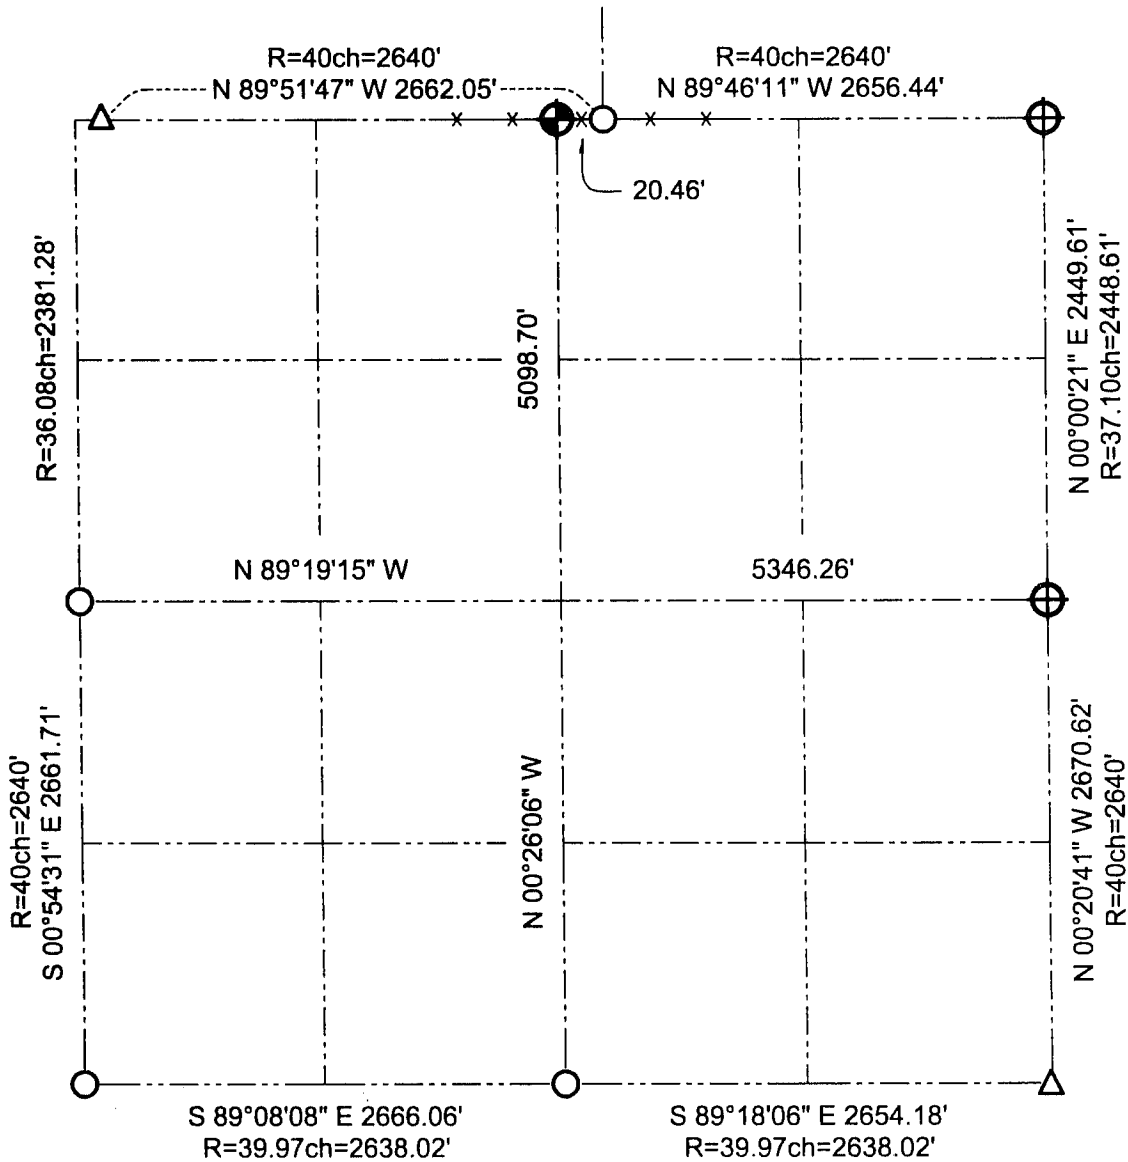 R=40ch=2640'
N 89°51'47" W 2662.05'
R=40ch=2640'
N 89°46'11" W 2656.44'
20.46'
R=36.08ch=2381.28'
5098.70'
N 00°00'21" E 2449.61'
R=37.10ch=2448.61'
N 89°19'15" W
5346.26'
R=40ch=2640'
S 00°54'31" E 2661.71'
N 00°26'06" W
N 00°20'41" W 2670.62'
R=40ch=2640'
S 89°08'08" E 2666.06'
R=39.97ch=2638.02'
S 89°18'06" E 2654.18'
R=39.97ch=2638.02'